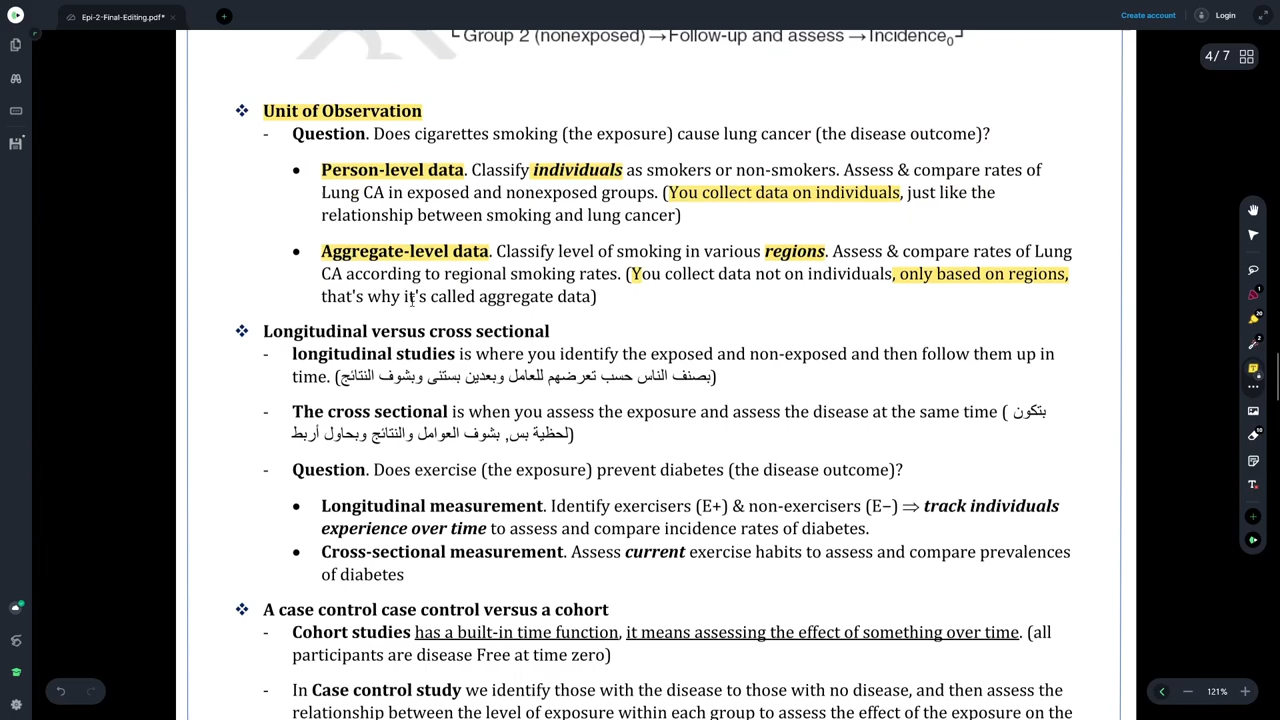 Epi-2-Final-Editing.pdf*
Create account
Login
4/7
Group 2 (nonexposed) →Follow-up and assess →Incidence₀
❖ Unit of Observation
- Question. Does cigarettes smoking (the exposure) cause lung cancer (the disease outcome)?
• Person-level data. Classify individuals as smokers or non-smokers. Assess & compare rates of
Lung CA in exposed and nonexposed groups. (You collect data on individuals, just like the
relationship between smoking and lung cancer)
• Aggregate-level data. Classify level of smoking in various regions. Assess & compare rates of Lung
CA according to regional smoking rates. (You collect data not on individuals, only based on regions,
that's why it's called aggregate data)
❖ Longitudinal versus cross sectional
- longitudinal studies is where you identify the exposed and non-exposed and then follow them up in
time. (بصنف الناس حسب تعرضهم للعامل وبعدين بستنى وبشوف النتائج)
- The cross sectional is when you assess the exposure and assess the disease at the same time ( بتكون
لحظية بس, بشوف العوامل والنتائج وبحاول أربط)
- Question. Does exercise (the exposure) prevent diabetes (the disease outcome)?
• Longitudinal measurement. Identify exercisers (E+) & non-exercisers (E−) ⇒ track individuals
experience over time to assess and compare incidence rates of diabetes.
• Cross-sectional measurement. Assess current exercise habits to assess and compare prevalences
of diabetes
❖ A case control case control versus a cohort
- Cohort studies has a built-in time function, it means assessing the effect of something over time. (all
participants are disease Free at time zero)
- In Case control study we identify those with the disease to those with no disease, and then assess the
relationship between the level of exposure within each group to assess the effect of the exposure on the
121%